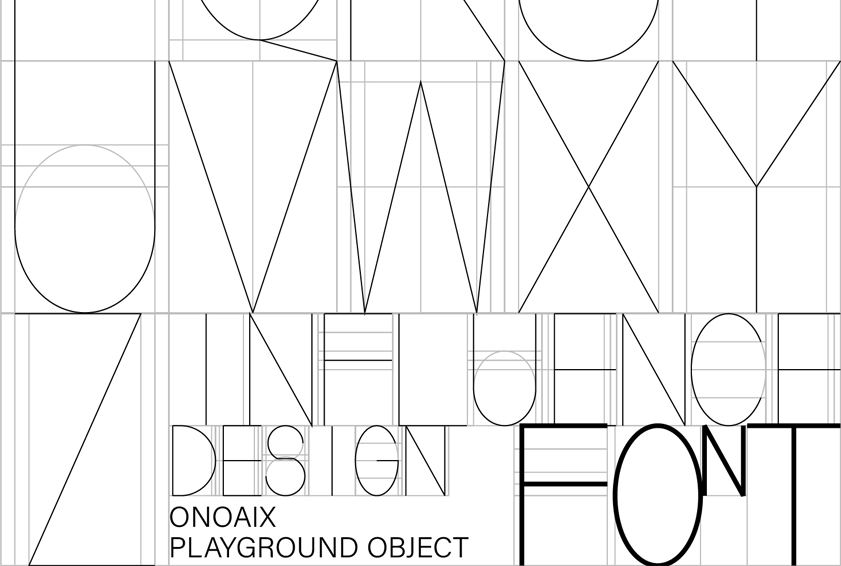 U V W X Y
Z
INFLUENCE
DESIGN
FONT
ONOAIX
PLAYGROUND OBJECT